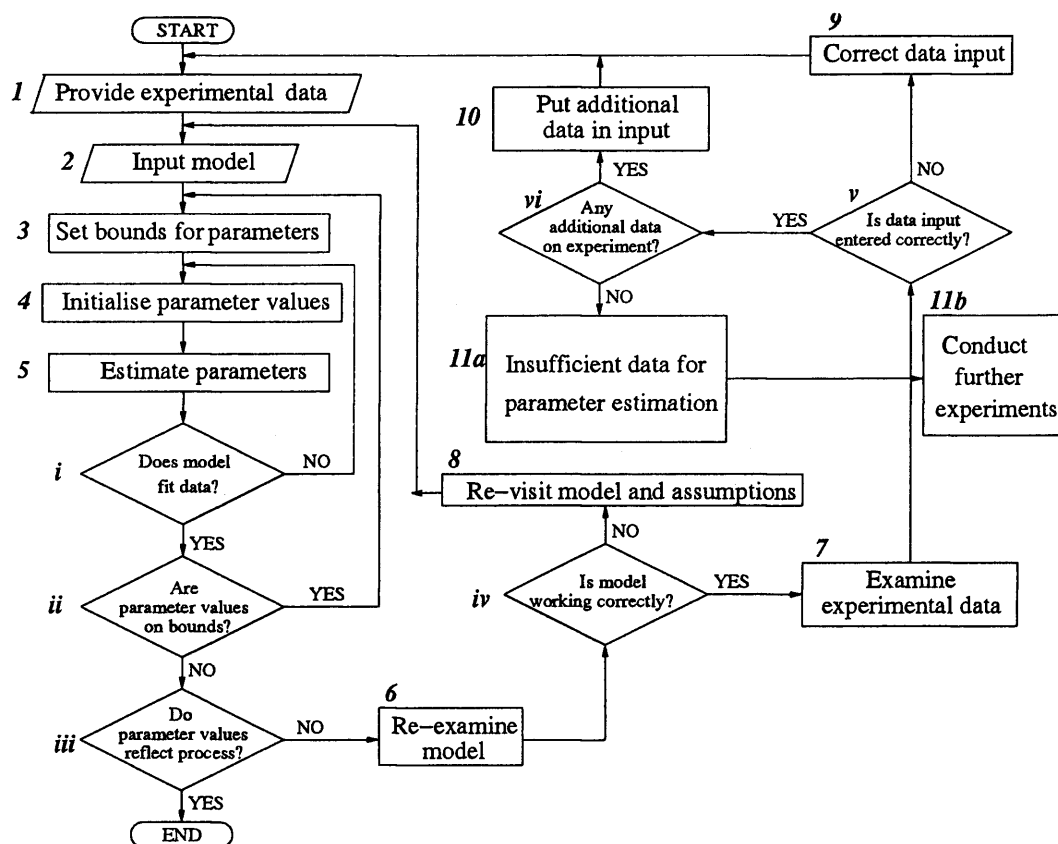 START
1
Provide experimental data
2
Input model
3
Set bounds for parameters
4
Initialise parameter values
5
Estimate parameters
i
Does model
fit data?
NO
YES
ii
Are
parameter values
on bounds?
YES
NO
iii
Do
parameter values
reflect process?
NO
YES
END
6
Re-examine
model
iv
Is model
working correctly?
NO
YES
8
Re-visit model and assumptions
7
Examine
experimental data
v
Is data input
entered correctly?
NO
YES
9
Correct data input
vi
Any
additional data
on experiment?
YES
NO
10
Put additional
data in input
11a
Insufficient data for
parameter estimation
11b
Conduct
further
experiments